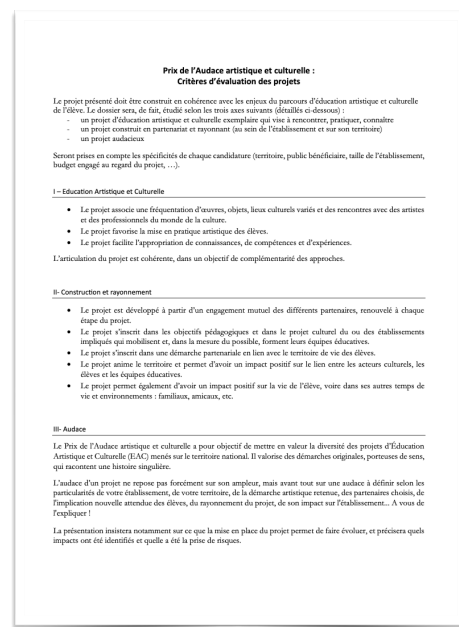 Prix de l'Audace artistique et culturelle :
Critères d'évaluation des projets
Le projet présenté doit être construit en cohérence avec les enjeux du parcours d'éducation artistique et culturelle
de l'élève. Le dossier sera, de fait, étudié selon les trois axes suivants (détaillés ci-dessous) :
- un projet d'éducation artistique et culturelle exemplaire qui vise à rencontrer, pratiquer, connaître
- un projet construit en partenariat et rayonnant (au sein de l'établissement et sur son territoire)
- un projet audacieux
Seront prises en compte les spécificités de chaque candidature (territoire, public bénéficiaire, taille de l'établissement,
budget engagé au regard du projet, …).
I – Education Artistique et Culturelle
• Le projet associe une fréquentation d'œuvres, objets, lieux culturels variés et des rencontres avec des artistes
et des professionnels du monde de la culture.
• Le projet favorise la mise en pratique artistique des élèves.
• Le projet facilite l'appropriation de connaissances, de compétences et d'expériences.
L'articulation du projet est cohérente, dans un objectif de complémentarité des approches.
II- Construction et rayonnement
• Le projet est développé à partir d'un engagement mutuel des différents partenaires, renouvelé à chaque
étape du projet.
• Le projet s'inscrit dans les objectifs pédagogiques et dans le projet culturel du ou des établissements
impliqués qui mobilisent et, dans la mesure du possible, forment leurs équipes éducatives.
• Le projet s'inscrit dans une démarche partenariale en lien avec le territoire de vie des élèves.
• Le projet anime le territoire et permet d'avoir un impact positif sur le lien entre les acteurs culturels, les
élèves et les équipes éducatives.
• Le projet permet également d'avoir un impact positif sur la vie de l'élève, voire dans ses autres temps de
vie et environnements : familiaux, amicaux, etc.
III- Audace
Le Prix de l'Audace artistique et culturelle a pour objectif de mettre en valeur la diversité des projets d'Éducation
Artistique et Culturelle (EAC) menés sur le territoire national. Il valorise des démarches originales, porteuses de sens,
qui racontent une histoire singulière.
L'audace d'un projet ne repose pas forcément sur son ampleur, mais avant tout sur une audace à définir selon les
particularités de votre établissement, de votre territoire, de la démarche artistique retenue, des partenaires choisis, de
l'implication nouvelle attendue des élèves, du rayonnement du projet, de son impact sur l'établissement... A vous de
l'expliquer !
La présentation insistera notamment sur ce que la mise en place du projet permet de faire évoluer, et précisera quels
impacts ont été identifiés et quelle a été la prise de risques.